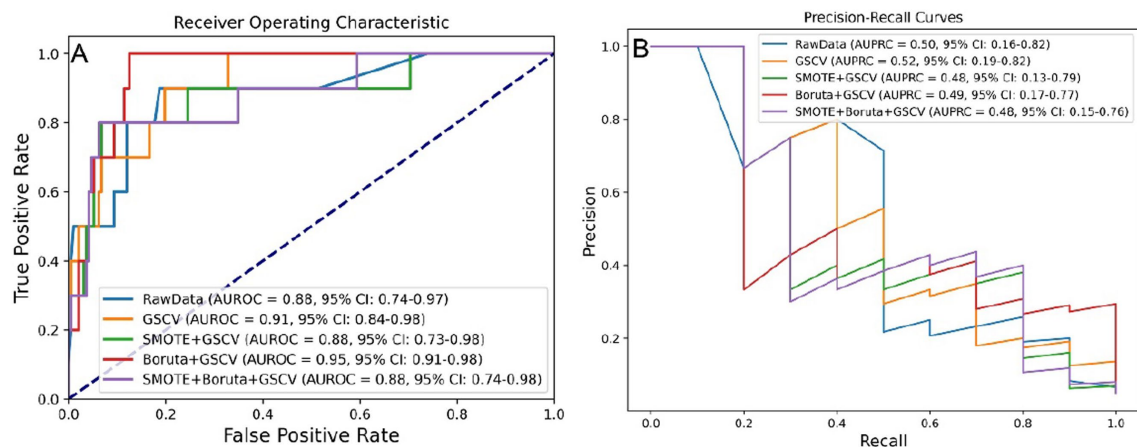 Receiver Operating Characteristic
A
True Positive Rate
1.0
0.8
0.6
0.4
0.2
0.0
RawData (AUROC = 0.88, 95% CI: 0.74-0.97)
GSCV (AUROC = 0.91, 95% CI: 0.84-0.98)
SMOTE+GSCV (AUROC = 0.88, 95% CI: 0.73-0.98)
Boruta+GSCV (AUROC = 0.95, 95% CI: 0.91-0.98)
SMOTE+Boruta+GSCV (AUROC = 0.88, 95% CI: 0.74-0.98)
0.0 0.2 0.4 0.6 0.8 1.0
False Positive Rate
Precision-Recall Curves
B
Precision
1.0
0.8
0.6
0.4
0.2
RawData (AUPRC = 0.50, 95% CI: 0.16-0.82)
GSCV (AUPRC = 0.52, 95% CI: 0.19-0.82)
SMOTE+GSCV (AUPRC = 0.48, 95% CI: 0.13-0.79)
Boruta+GSCV (AUPRC = 0.49, 95% CI: 0.17-0.77)
SMOTE+Boruta+GSCV (AUPRC = 0.48, 95% CI: 0.15-0.76)
0.0 0.2 0.4 0.6 0.8 1.0
Recall